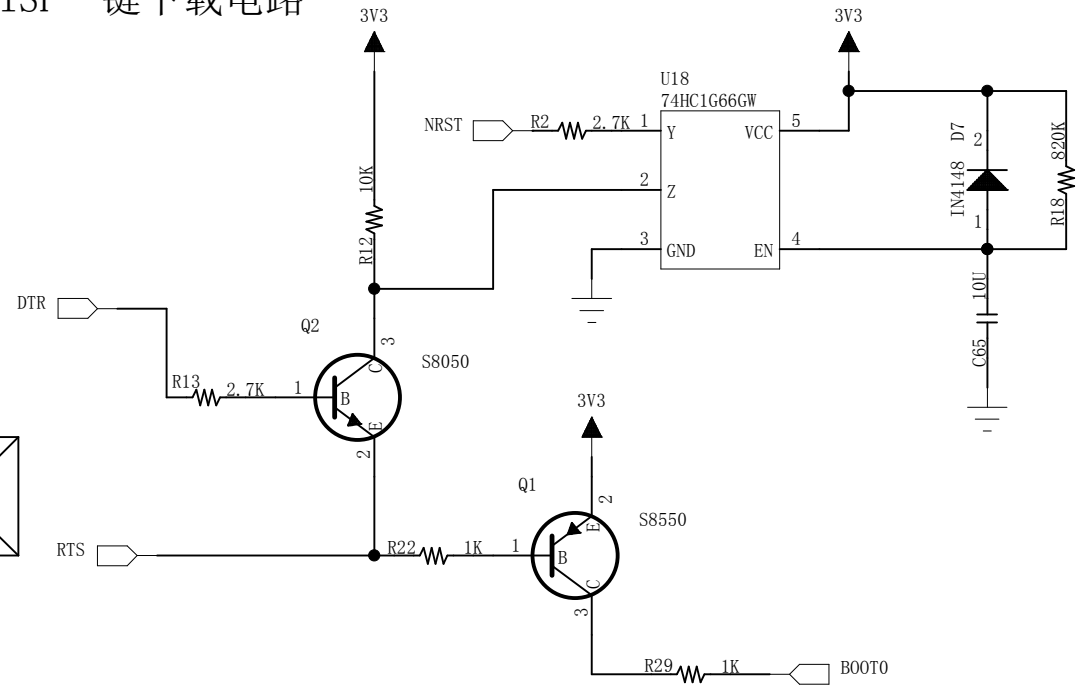 键下载电路
3V3
3V3
U18
74HC1G66GW
NRST
R2
2.7K
1
Y
VCC
5
2
Z
3
GND
EN
4
D7
2
IN4148
1
820K
R18
10U
C65
10K
R12
DTR
R13
2.7K
Q2
1
B
C
3
E
2
S8050
3V3
Q1
S8550
RTS
R22
1K
1
B
E
2
C
3
R29
1K
BOOT0